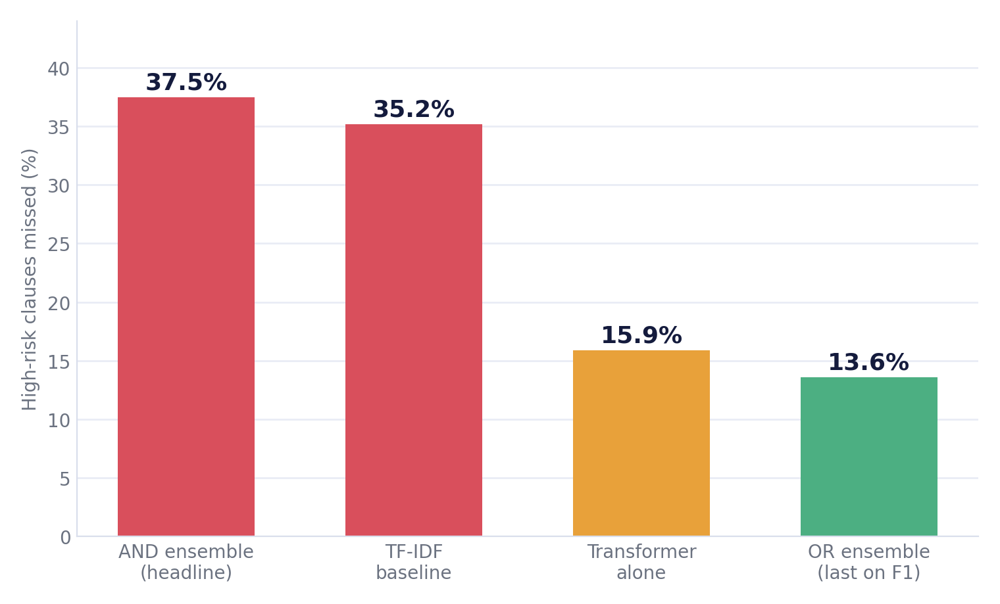 High-risk clauses missed (%)
40
35
30
25
20
15
10
5
0
37.5%
35.2%
15.9%
13.6%
AND ensemble
(headline)
TF-IDF
baseline
Transformer
alone
OR ensemble
(last on F1)